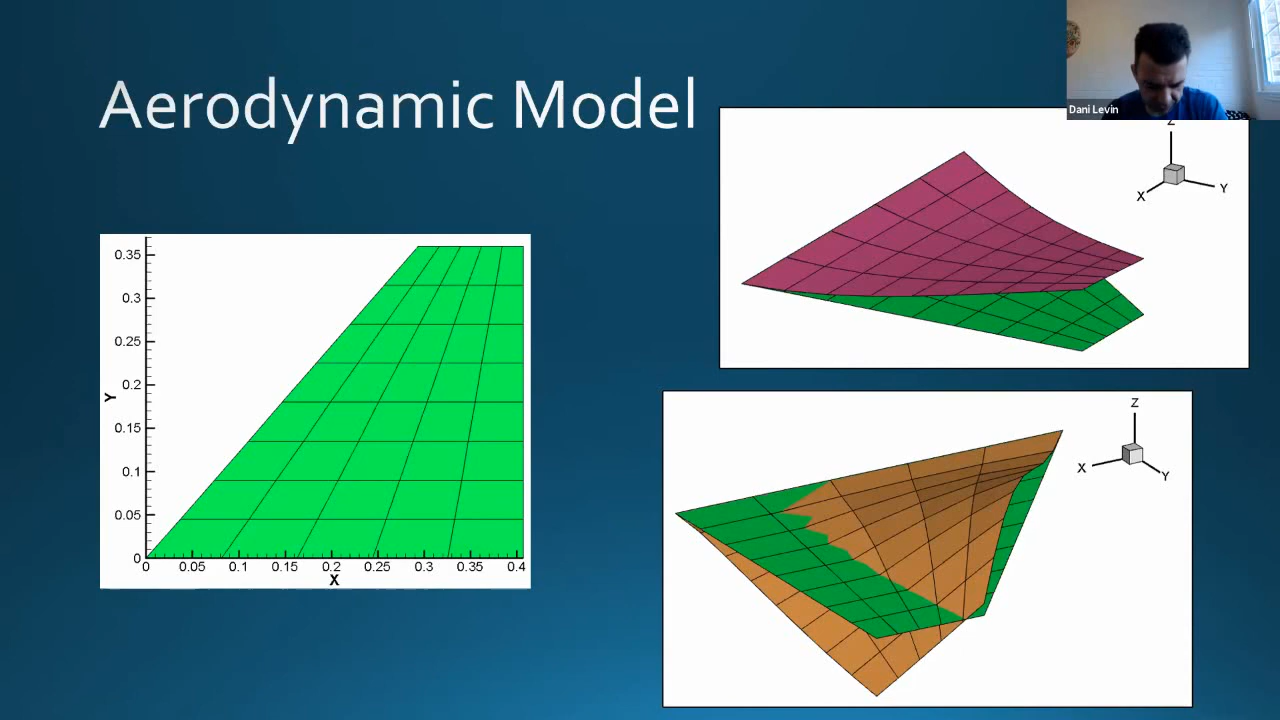 Aerodynamic Model
Dani Levin
Z
X
Y
0.35
0.3
0.25
0.2
0.15
0.1
0.05
0
Y
0 0.05 0.1 0.15 0.2 0.25 0.3 0.35 0.4
X
Z
X
Y